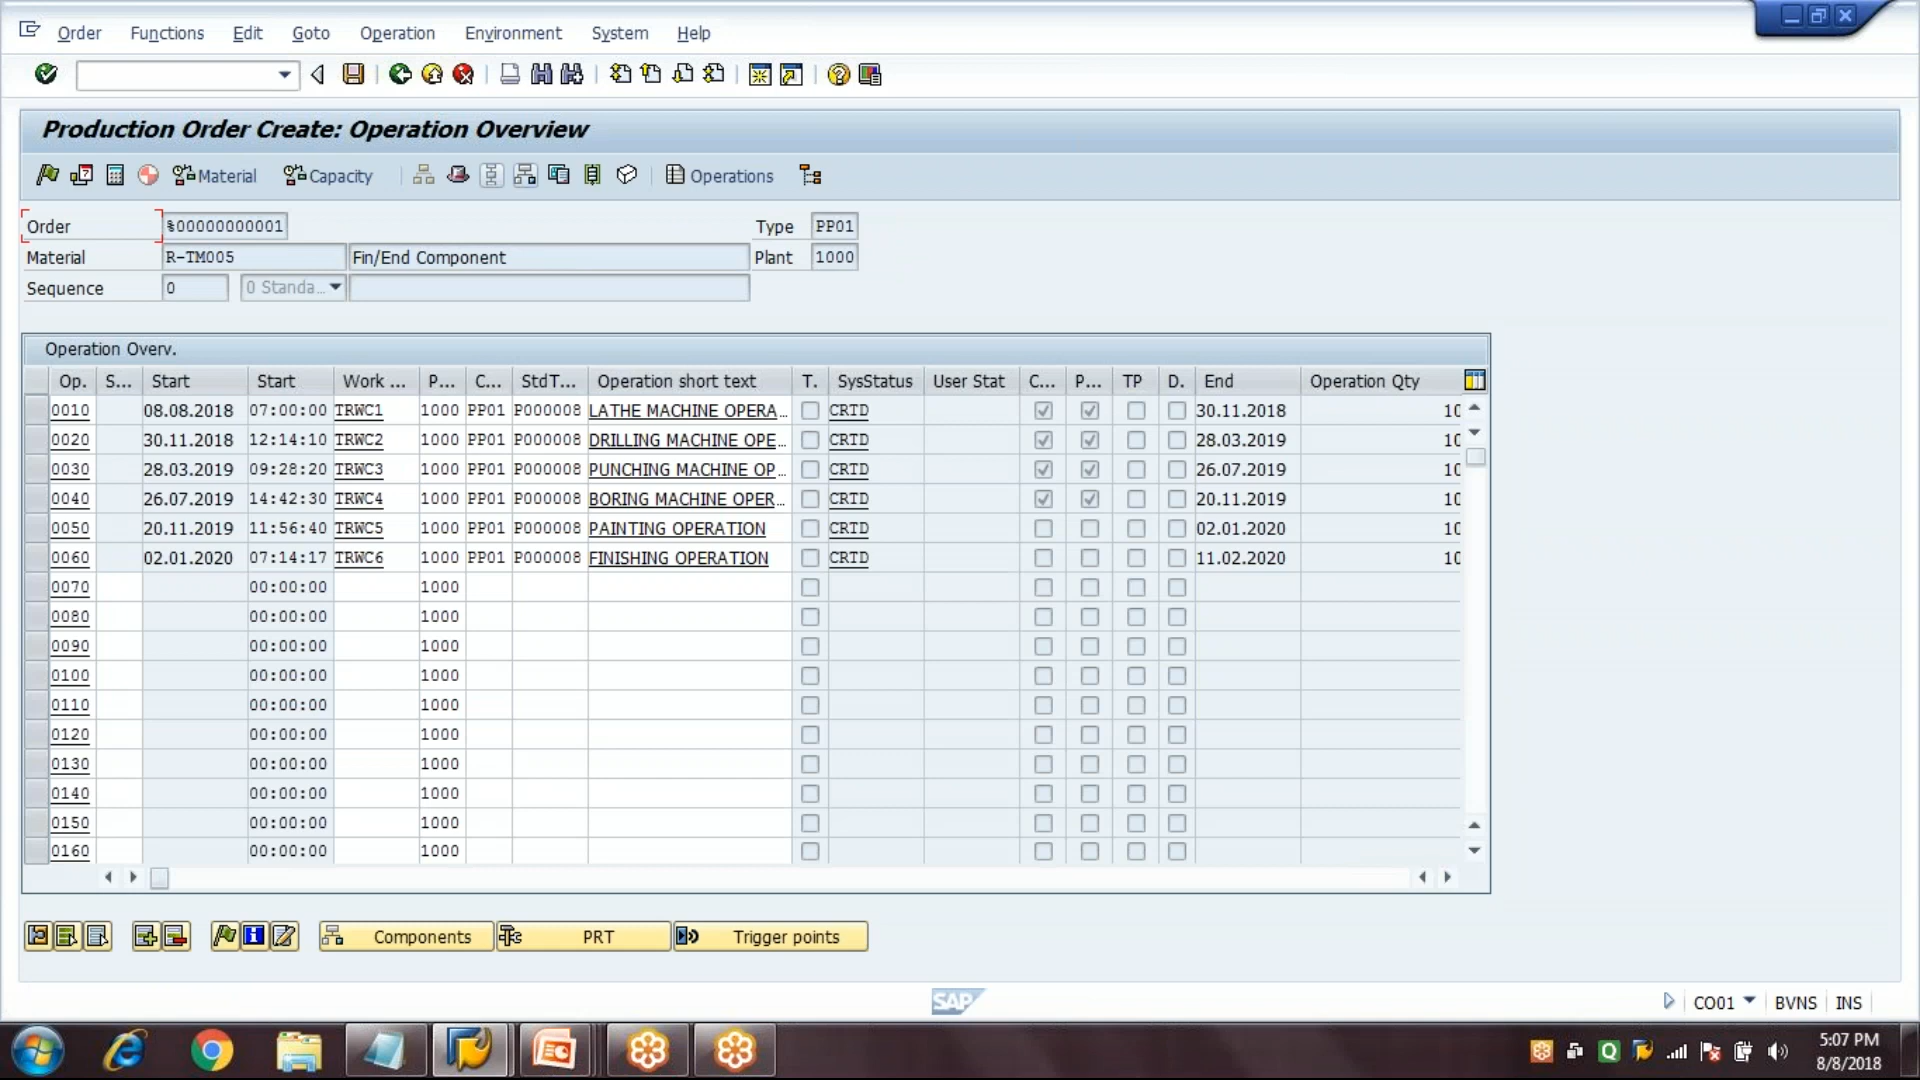 Order Functions Edit Goto Operation Environment System Help
Production Order Create: Operation Overview
Material Capacity Operations
Order %00000000001 Type PP01
Material R-TM005 Fin/End Component Plant 1000
Sequence 0 0 Standa...
Operation Overv.
Op. S... Start Start Work ... P... C... StdT... Operation short text T. SysStatus User Stat C... P... TP D. End Operation Qty
0010 08.08.2018 07:00:00 TRWC1 1000 PP01 P000008 LATHE MACHINE OPERA... CRTD 30.11.2018 10
0020 30.11.2018 12:14:10 TRWC2 1000 PP01 P000008 DRILLING MACHINE OPE... CRTD 28.03.2019 10
0030 28.03.2019 09:28:20 TRWC3 1000 PP01 P000008 PUNCHING MACHINE OP... CRTD 26.07.2019 10
0040 26.07.2019 14:42:30 TRWC4 1000 PP01 P000008 BORING MACHINE OPER... CRTD 20.11.2019 10
0050 20.11.2019 11:56:40 TRWC5 1000 PP01 P000008 PAINTING OPERATION CRTD 02.01.2020 10
0060 02.01.2020 07:14:17 TRWC6 1000 PP01 P000008 FINISHING OPERATION CRTD 11.02.2020 10
0070 00:00:00 1000
0080 00:00:00 1000
0090 00:00:00 1000
0100 00:00:00 1000
0110 00:00:00 1000
0120 00:00:00 1000
0130 00:00:00 1000
0140 00:00:00 1000
0150 00:00:00 1000
0160 00:00:00 1000
Components PRT Trigger points
SAP CO01 BVNS INS
5:07 PM
8/8/2018